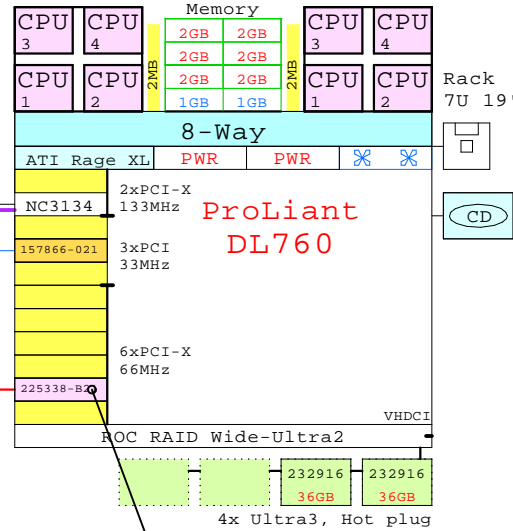 Memory
CPU 3
CPU 4
CPU 1
CPU 2
2MB
2GB 2GB
2GB 2GB
2GB 2GB
1GB 1GB
2MB
CPU 3
CPU 4
CPU 1
CPU 2
Rack
7U 19"
8-Way
ATI Rage XL PWR PWR
NC3134
2xPCI-X
133MHz
157866-021
3xPCI
33MHz
ProLiant
DL760
CD
6xPCI-X
66MHz
VHDCI
ROC RAID Wide-Ultra2
232916
36GB
232916
36GB
4x Ultra3, Hot plug